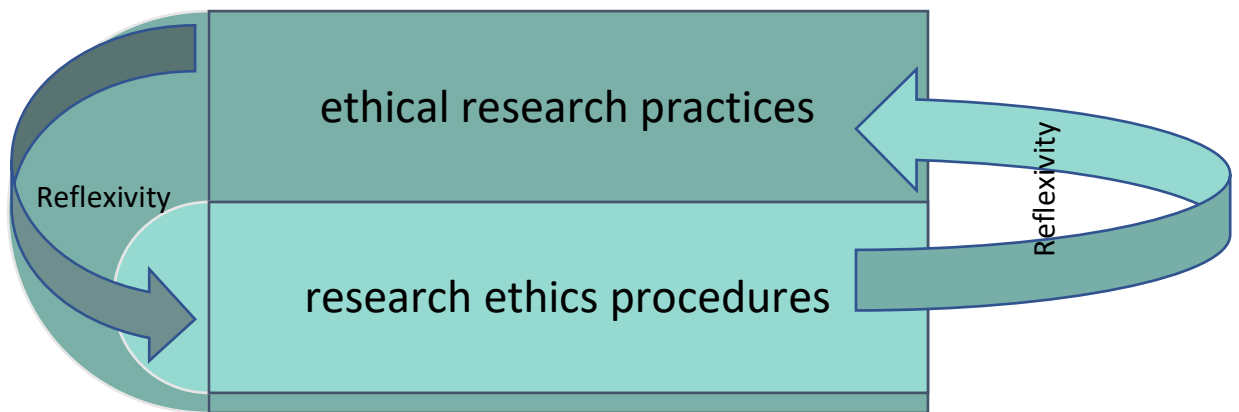 ethical research practices
Reflexivity
Reflexivity
research ethics procedures